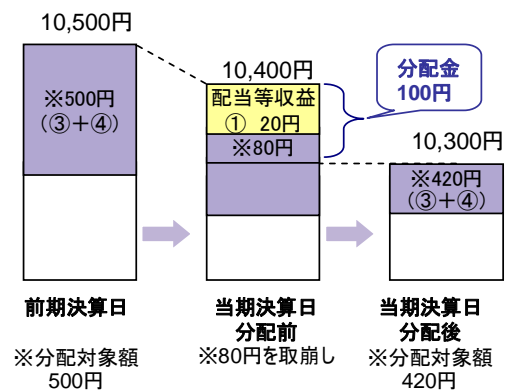 10,500円
※500円
(③＋④)
10,400円
配当等収益
① 20円
※80円
分配金
100円
10,300円
※420円
(③＋④)
前期決算日
※分配対象額
500円
当期決算日
分配前
※80円を取崩し
当期決算日
分配後
※分配対象額
420円